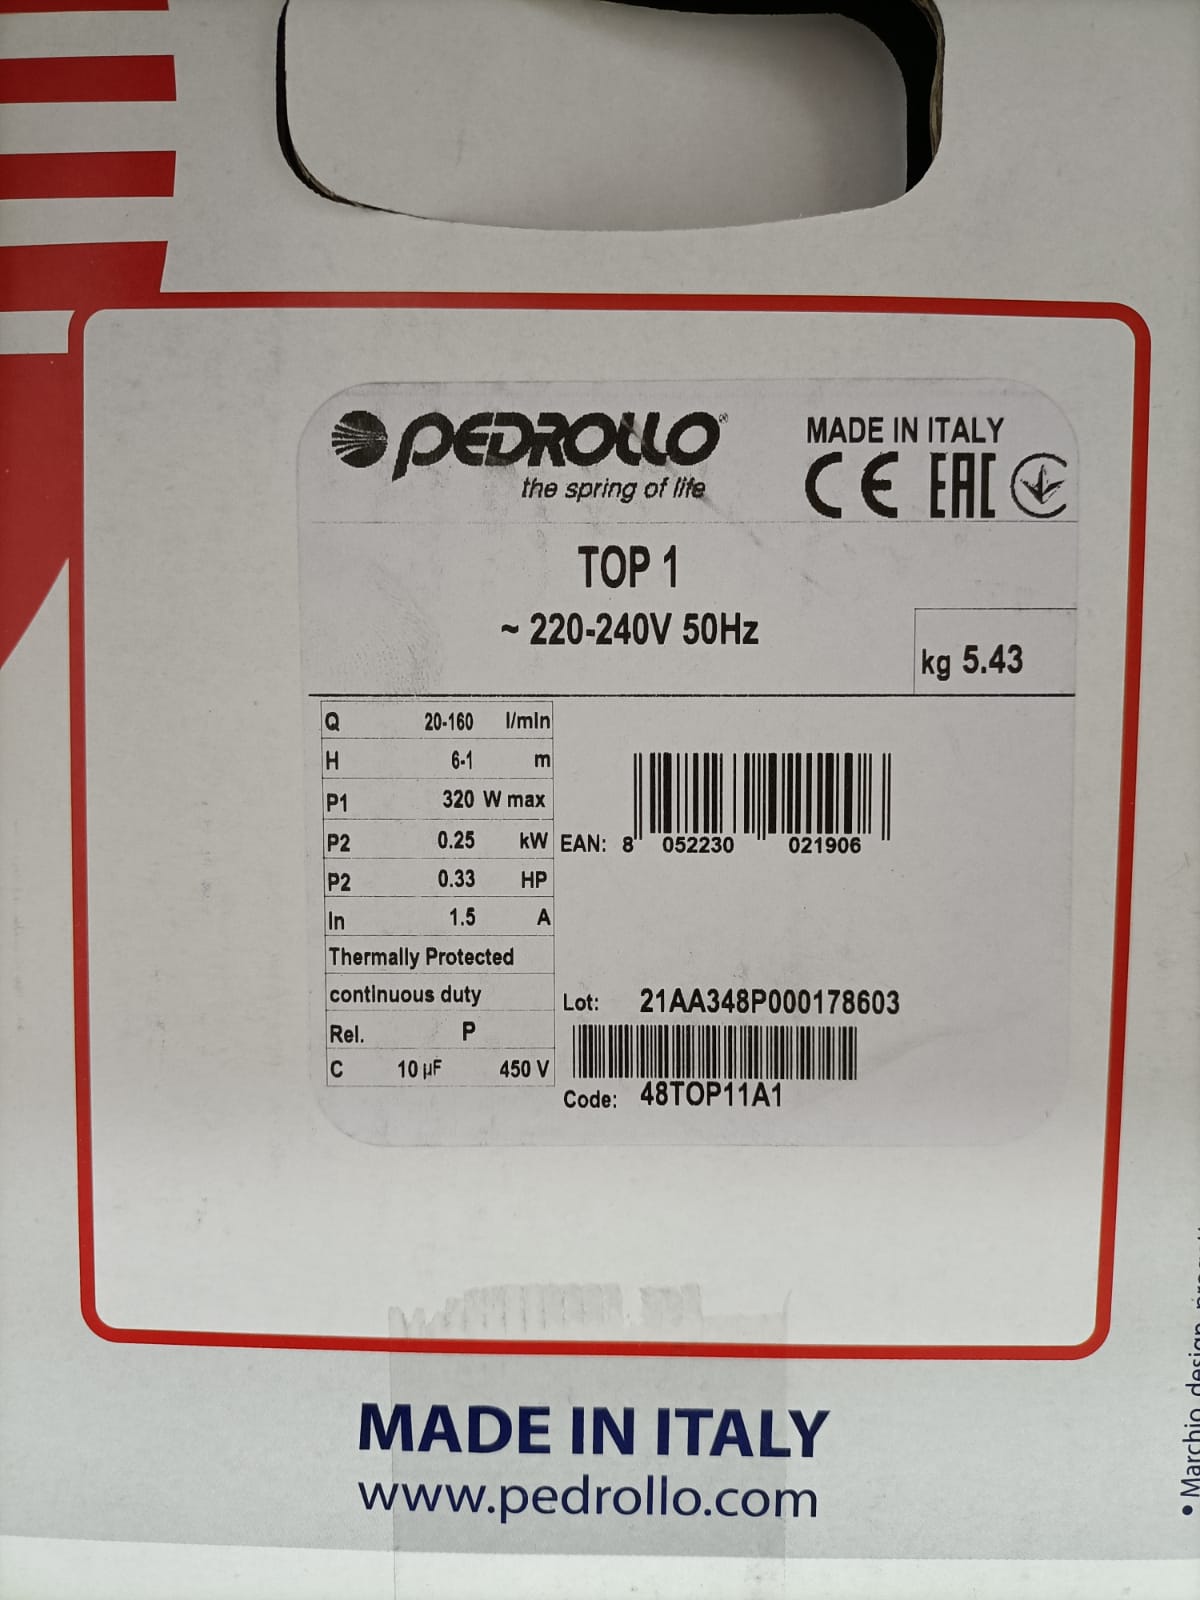 PEDROLLO®
the spring of life
MADE IN ITALY
CE EAC
TOP 1
~ 220-240V 50Hz
kg 5.43
Q 20-160 l/min
H 6-1 m
P1 320 W max
P2 0.25 kW
P2 0.33 HP
In 1.5 A
Thermally Protected
continuous duty
Rel. P
C 10 µF 450 V
EAN: 8 052230 021906
Lot: 21AA348P000178603
Code: 48TOP11A1
MADE IN ITALY
www.pedrollo.com
• Marchio design